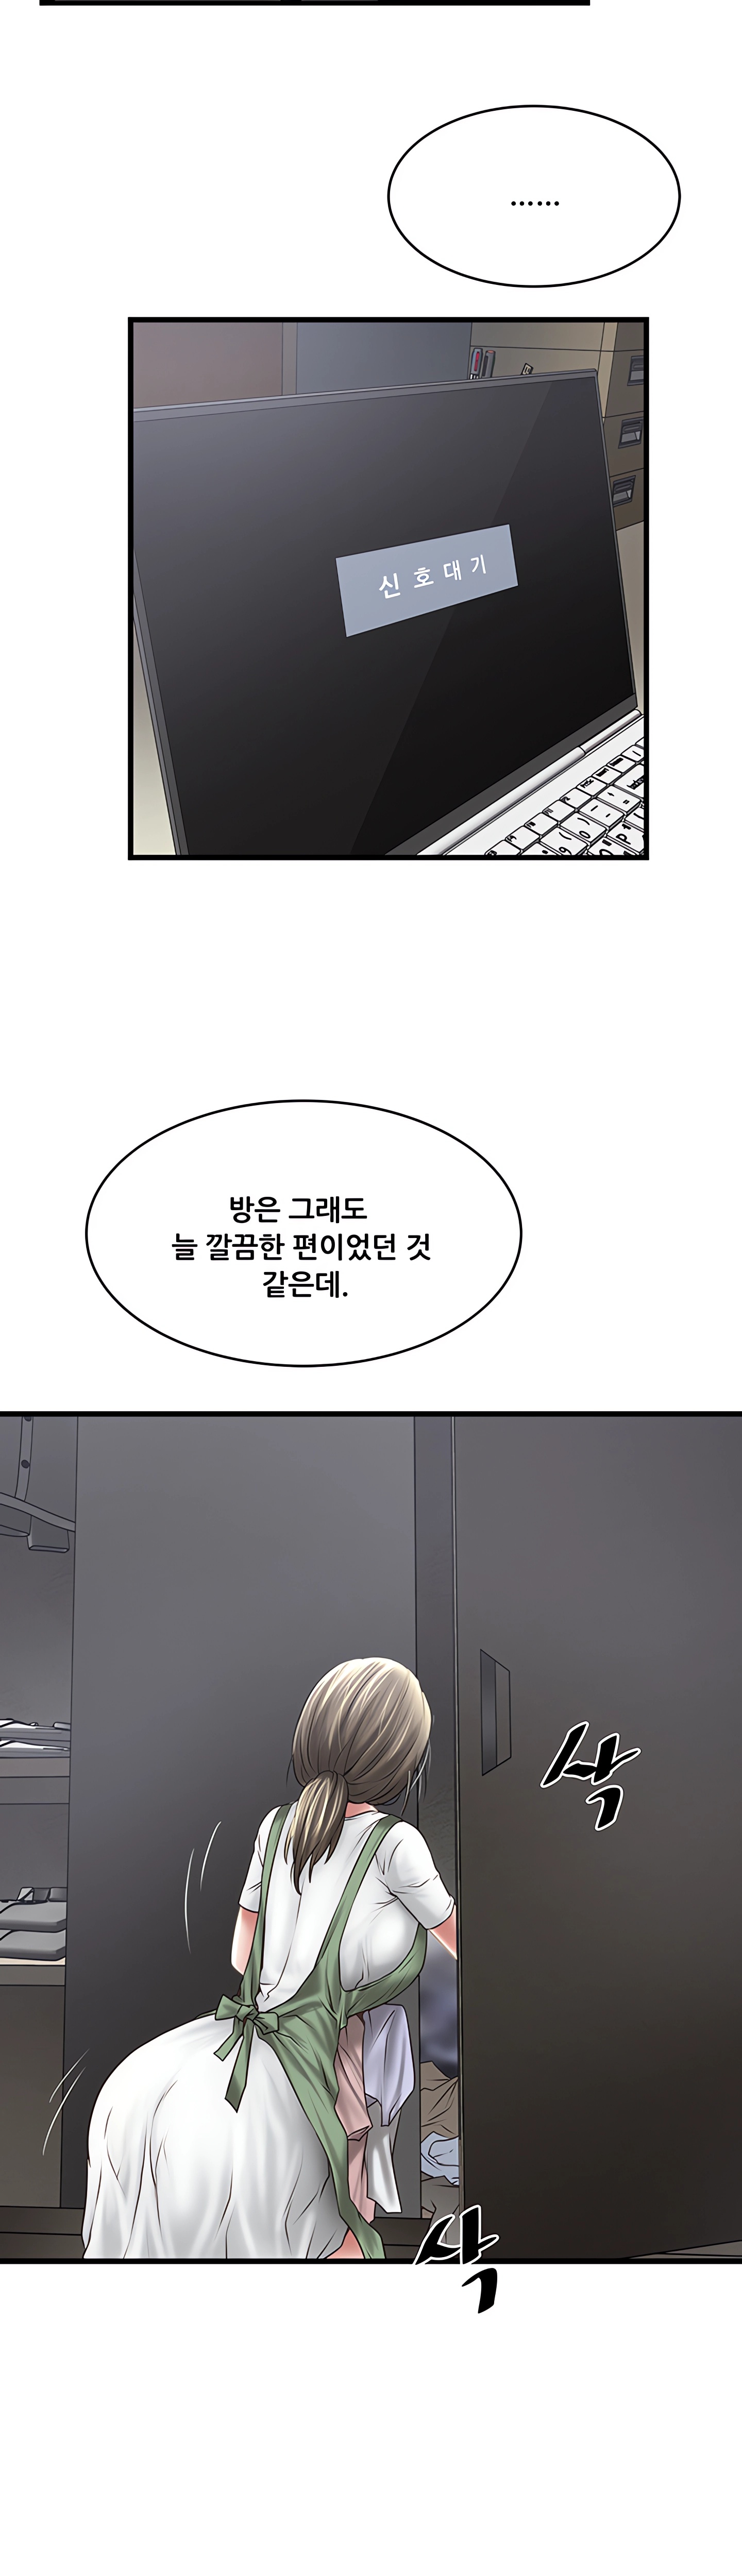 ......
신호대기
방은 그래도
늘 깔끔한 편이었던 것
같은데.
삭
삭